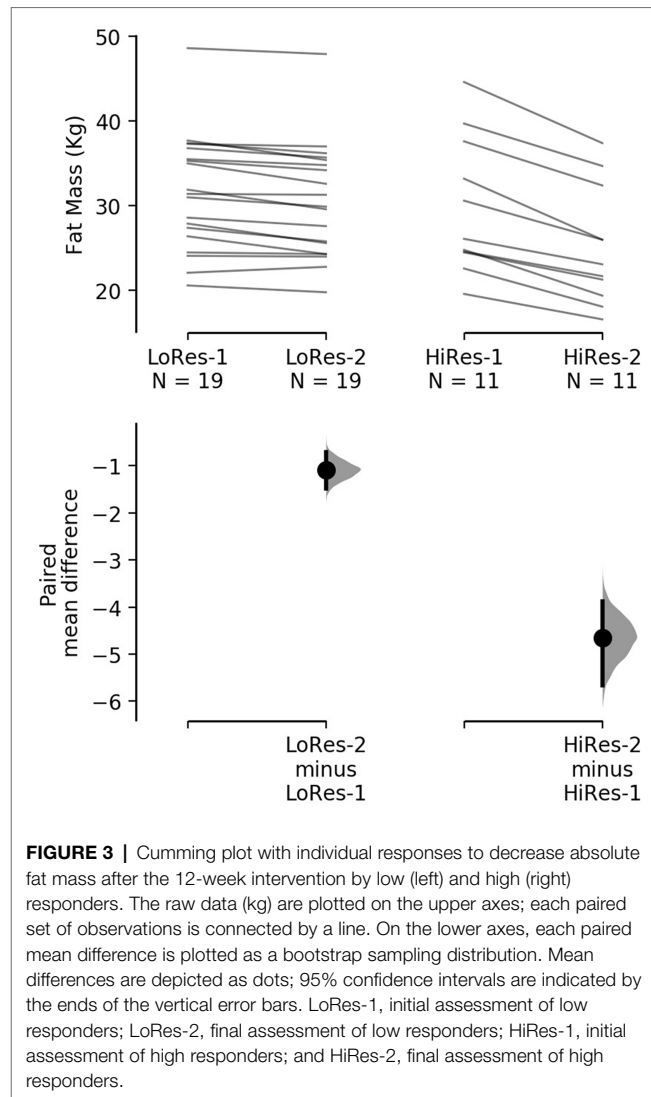 50
40
30
20
Fat Mass (Kg)
LoRes-1 LoRes-2 HiRes-1 HiRes-2
N = 19 N = 19 N = 11 N = 11
−1
−2
−3
−4
−5
−6
Paired
mean difference
LoRes-2 HiRes-2
minus minus
LoRes-1 HiRes-1
FIGURE 3 | Cumming plot with individual responses to decrease absolute
fat mass after the 12-week intervention by low (left) and high (right)
responders. The raw data (kg) are plotted on the upper axes; each paired
set of observations is connected by a line. On the lower axes, each paired
mean difference is plotted as a bootstrap sampling distribution. Mean
differences are depicted as dots; 95% confidence intervals are indicated by
the ends of the vertical error bars. LoRes-1, initial assessment of low
responders; LoRes-2, final assessment of low responders; HiRes-1, initial
assessment of high responders; and HiRes-2, final assessment of high
responders.